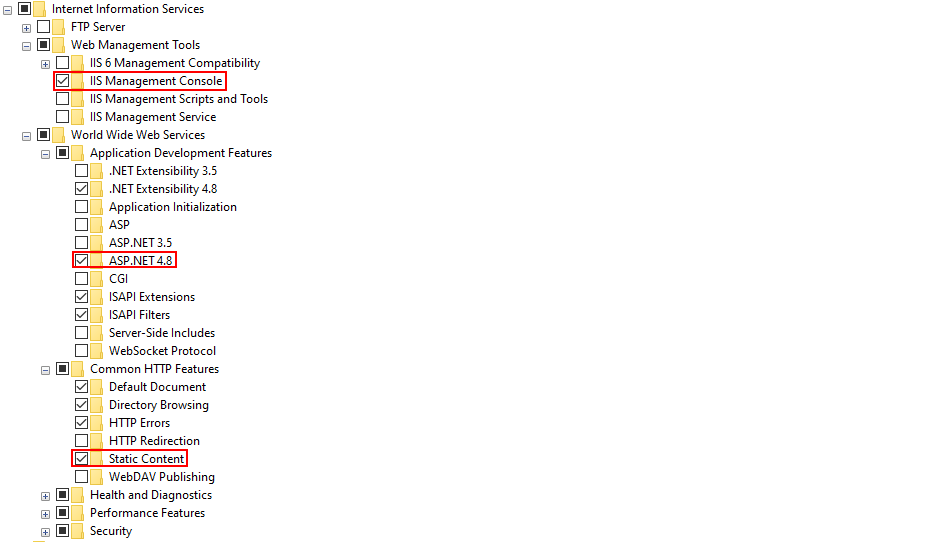 Internet Information Services
FTP Server
Web Management Tools
IIS 6 Management Compatibility
IIS Management Console
IIS Management Scripts and Tools
IIS Management Service
World Wide Web Services
Application Development Features
.NET Extensibility 3.5
.NET Extensibility 4.8
Application Initialization
ASP
ASP.NET 3.5
ASP.NET 4.8
CGI
ISAPI Extensions
ISAPI Filters
Server-Side Includes
WebSocket Protocol
Common HTTP Features
Default Document
Directory Browsing
HTTP Errors
HTTP Redirection
Static Content
WebDAV Publishing
Health and Diagnostics
Performance Features
Security